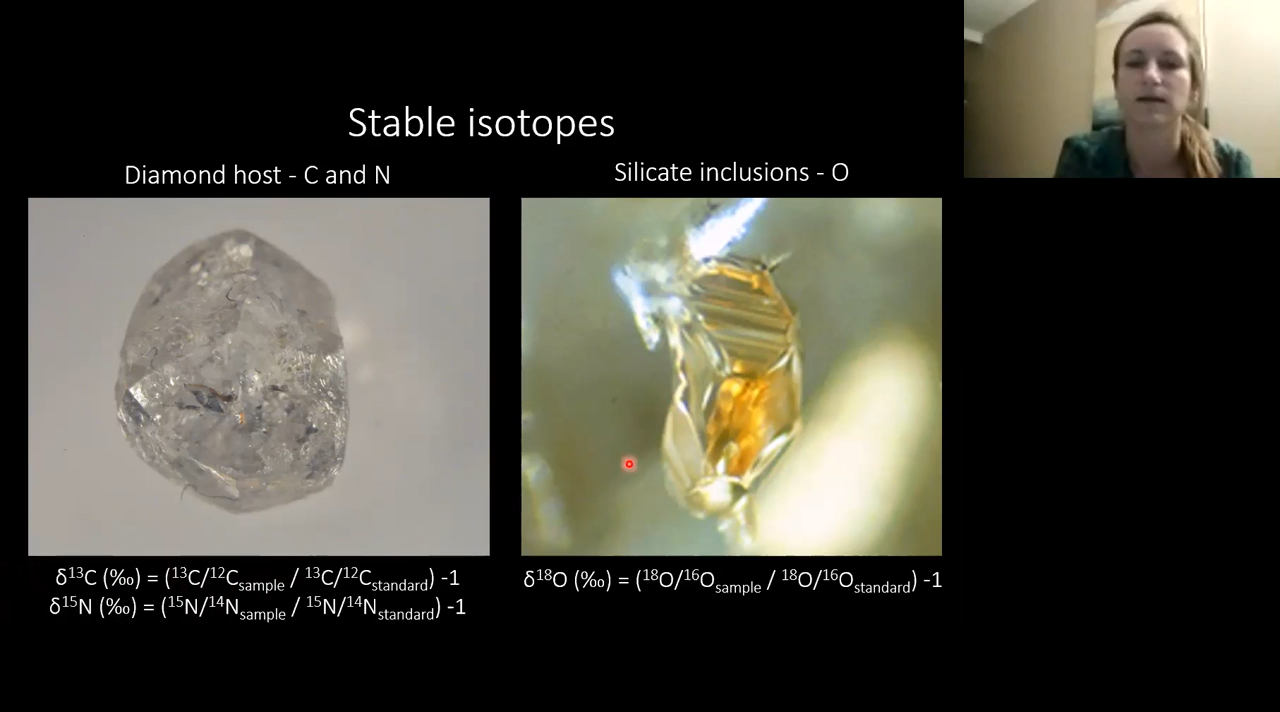 Stable isotopes
Diamond host - C and N
Silicate inclusions - O
δ¹³C (‰) = (¹³C/¹²Csample / ¹³C/¹²Cstandard) -1
δ¹⁵N (‰) = (¹⁵N/¹⁴Nsample / ¹⁵N/¹⁴Nstandard) -1
δ¹⁸O (‰) = (¹⁸O/¹⁶Osample / ¹⁸O/¹⁶Ostandard) -1